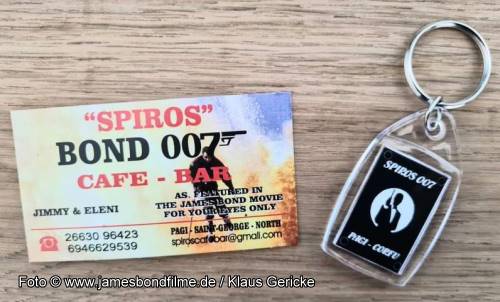 "SPIROS"
BOND 007
CAFE - BAR
AS. FEATURED IN
THE JAMES BOND MOVIE
FOR YOUR EYES ONLY
JIMMY & ELENI
PAGI - SAINT-GEORGE - NORTH
26630 96423
6946629539
spiroscafebar@gmail.com
SPIROS 007
PAGI - CORFU
Foto © www.jamesbondfilme.de / Klaus Gericke